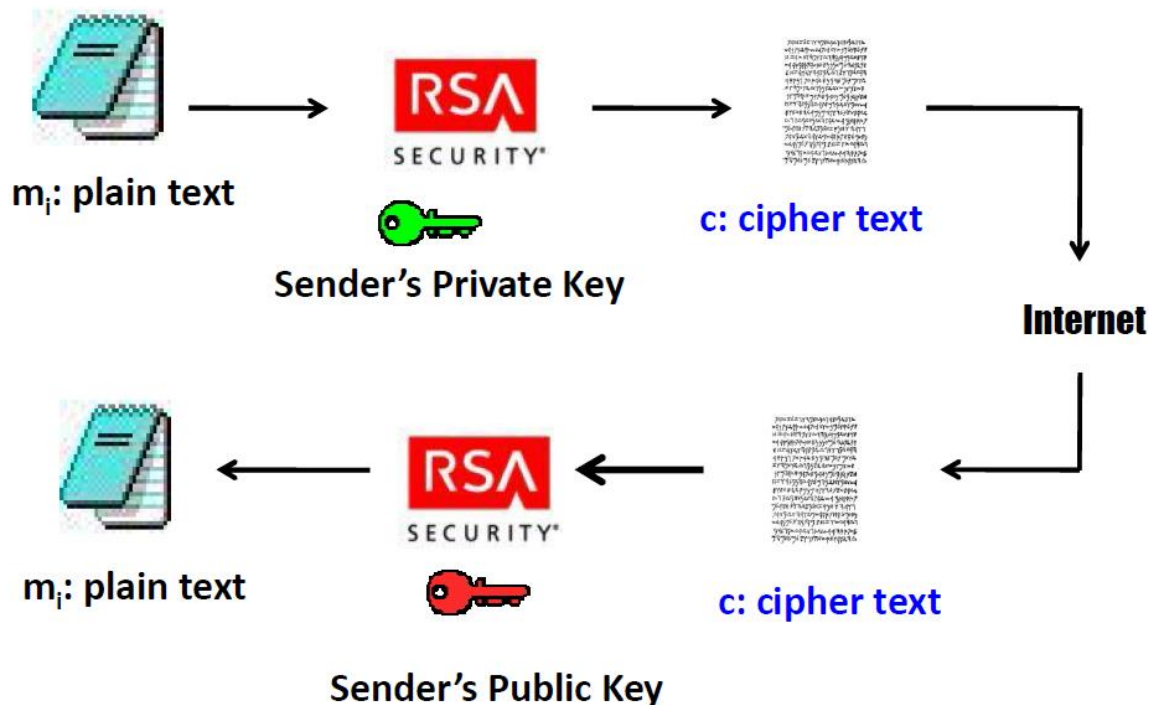 RSA
SECURITY®
mi: plain text
c: cipher text
Sender's Private Key
Internet
RSA
SECURITY®
mi: plain text
c: cipher text
Sender's Public Key